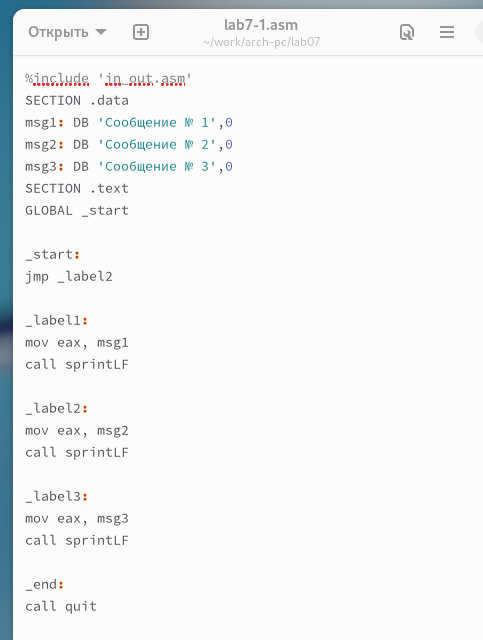 Открыть
lab7-1.asm
~/work/arch-pc/lab07
%include 'in_out.asm'
SECTION .data
msg1: DB 'Сообщение № 1',0
msg2: DB 'Сообщение № 2',0
msg3: DB 'Сообщение № 3',0
SECTION .text
GLOBAL _start
_start:
jmp _label2
_label1:
mov eax, msg1
call sprintLF
_label2:
mov eax, msg2
call sprintLF
_label3:
mov eax, msg3
call sprintLF
_end:
call quit